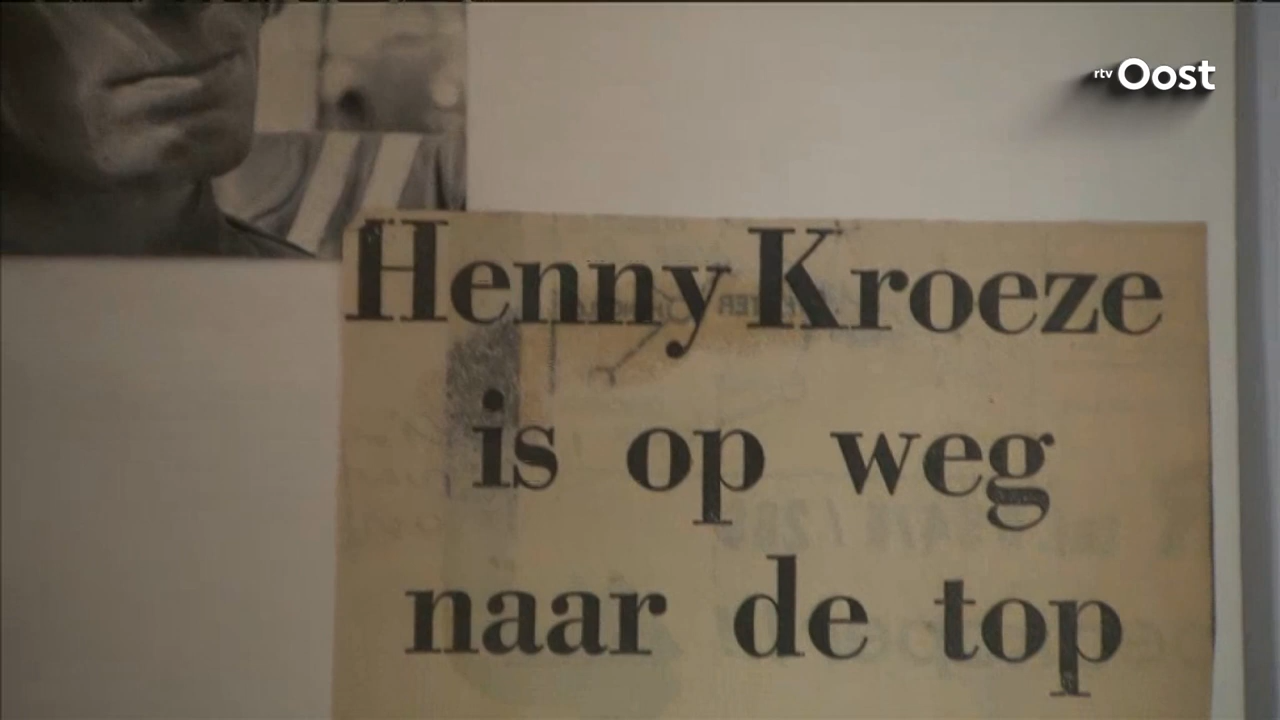 rtv Oost
Henny Kroeze
is op weg
naar de top